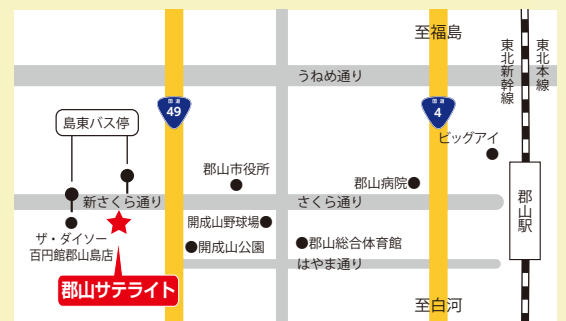 至福島
東北新幹線
東北本線
うねめ通り
国道
49
国道
4
島東バス停
ビッグアイ
郡山市役所
郡山病院
郡山駅
新さくら通り
さくら通り
開成山野球場
ザ・ダイソー
百円館郡山島店
開成山公園
郡山総合体育館
はやま通り
郡山サテライト
至白河